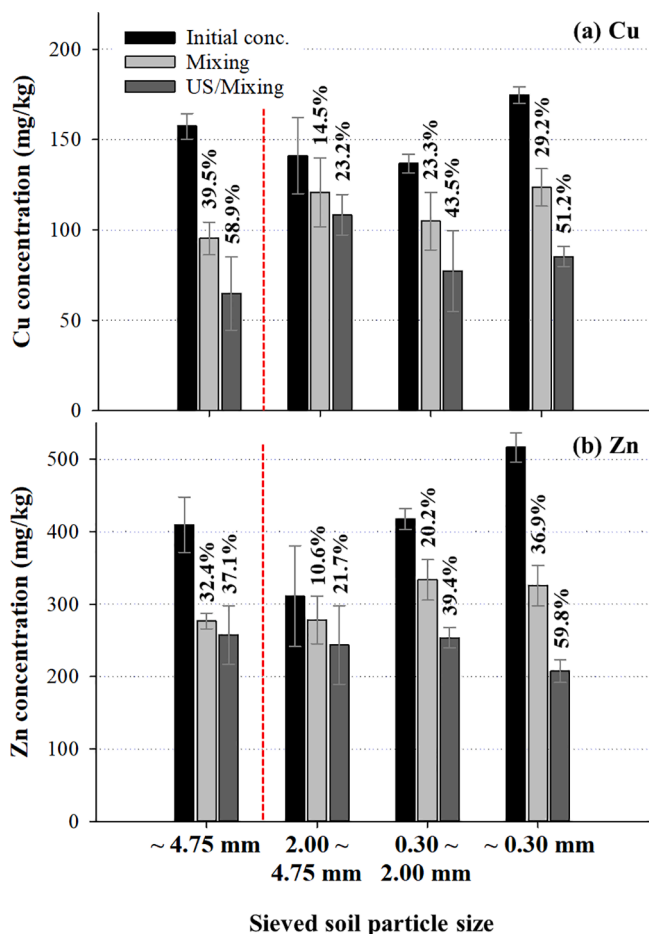 (a) Cu
Initial conc.
Mixing
US/Mixing
Cu concentration (mg/kg)
200
150
100
50
0
39.5%
58.9%
14.5%
23.2%
23.3%
43.5%
29.2%
51.2%
(b) Zn
Zn concentration (mg/kg)
500
400
300
200
100
0
32.4%
37.1%
10.6%
21.7%
20.2%
39.4%
36.9%
59.8%
~ 4.75 mm
2.00 ~
4.75 mm
0.30 ~
2.00 mm
~ 0.30 mm
Sieved soil particle size